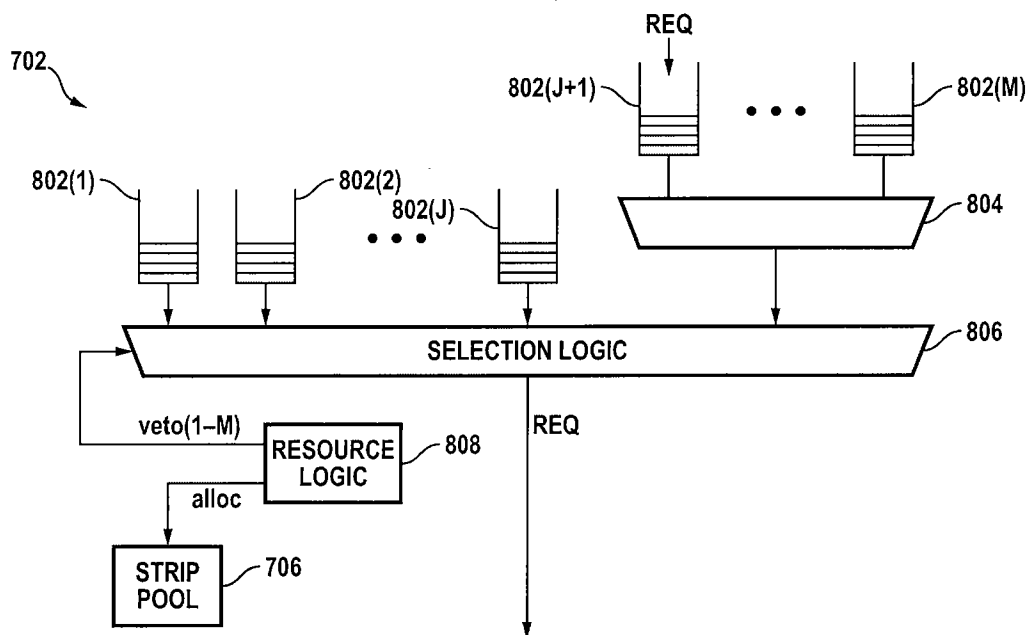 REQ
702
802(J+1)
802(M)
802(1)
802(2)
802(J)
804
SELECTION LOGIC
806
veto(1–M)
REQ
RESOURCE
LOGIC
808
alloc
STRIP
POOL
706